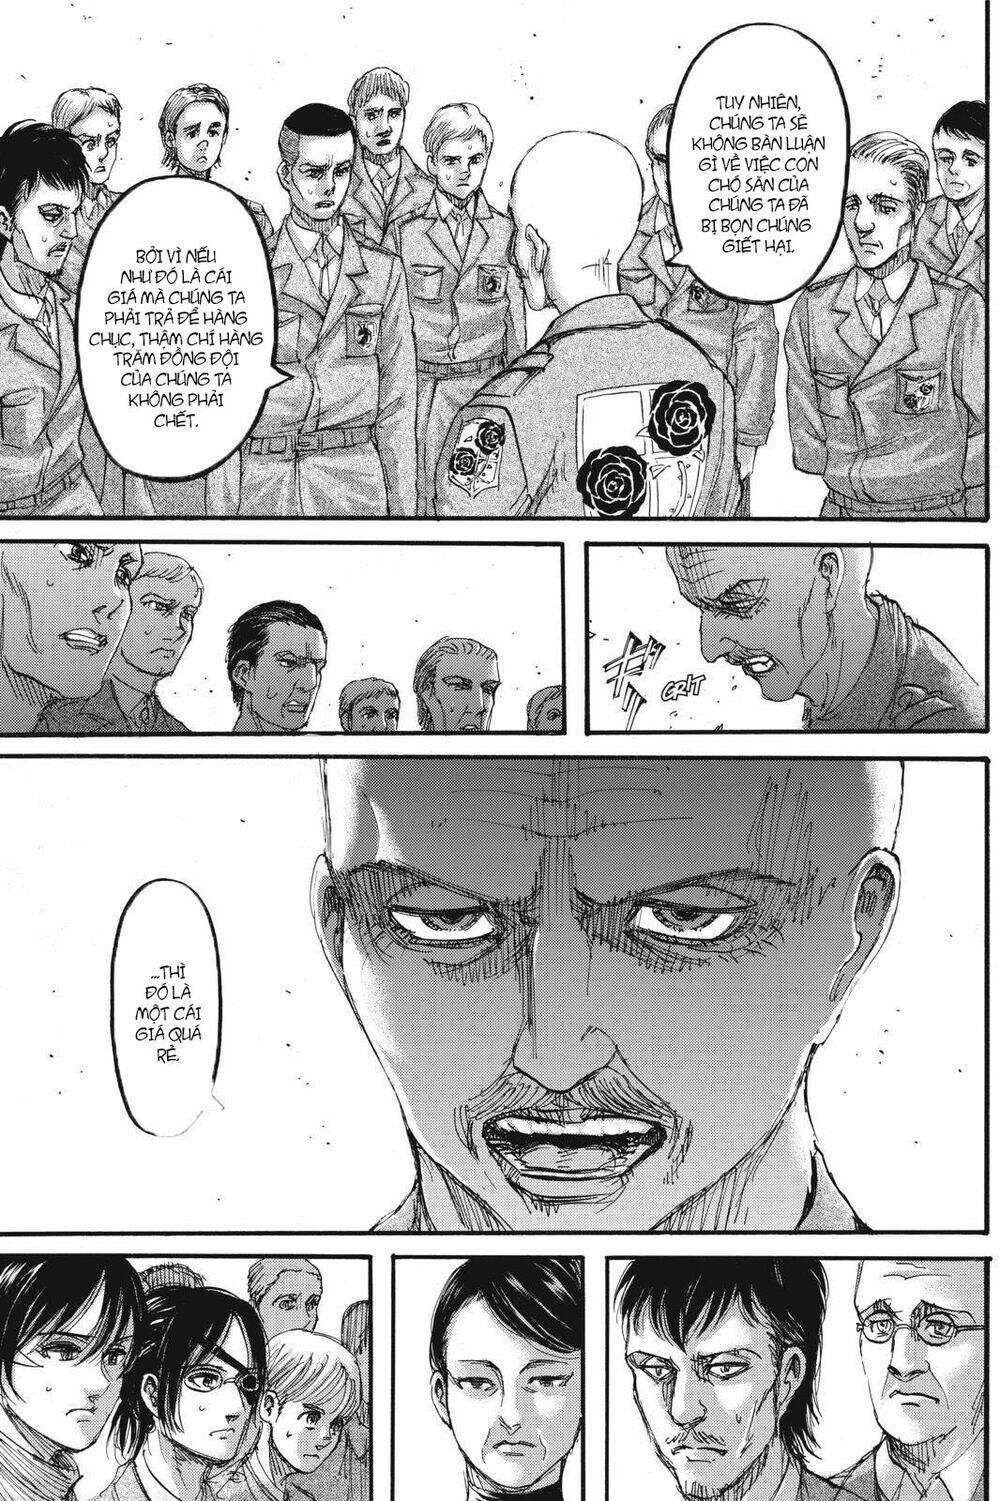 TUY NHIÊN,
CHÚNG TA SẼ
KHÔNG BÀN LUẬN
GÌ VỀ VIỆC CON
CHÓ SĂN CỦA
CHÚNG TA ĐÃ
BỊ BỌN CHÚNG
GIẾT HẠI.
BỞI VÌ NẾU
NHƯ ĐÓ LÀ CÁI
GIÁ MÀ CHÚNG TA
PHẢI TRẢ ĐỂ HÀNG
CHỤC, THẬM CHÍ HÀNG
TRĂM ĐỒNG ĐỘI
CỦA CHÚNG TA
KHÔNG PHẢI
CHẾT.
GRIT
...THÌ
ĐÓ LÀ
MỘT CÁI
GIÁ QUÁ
RẺ.